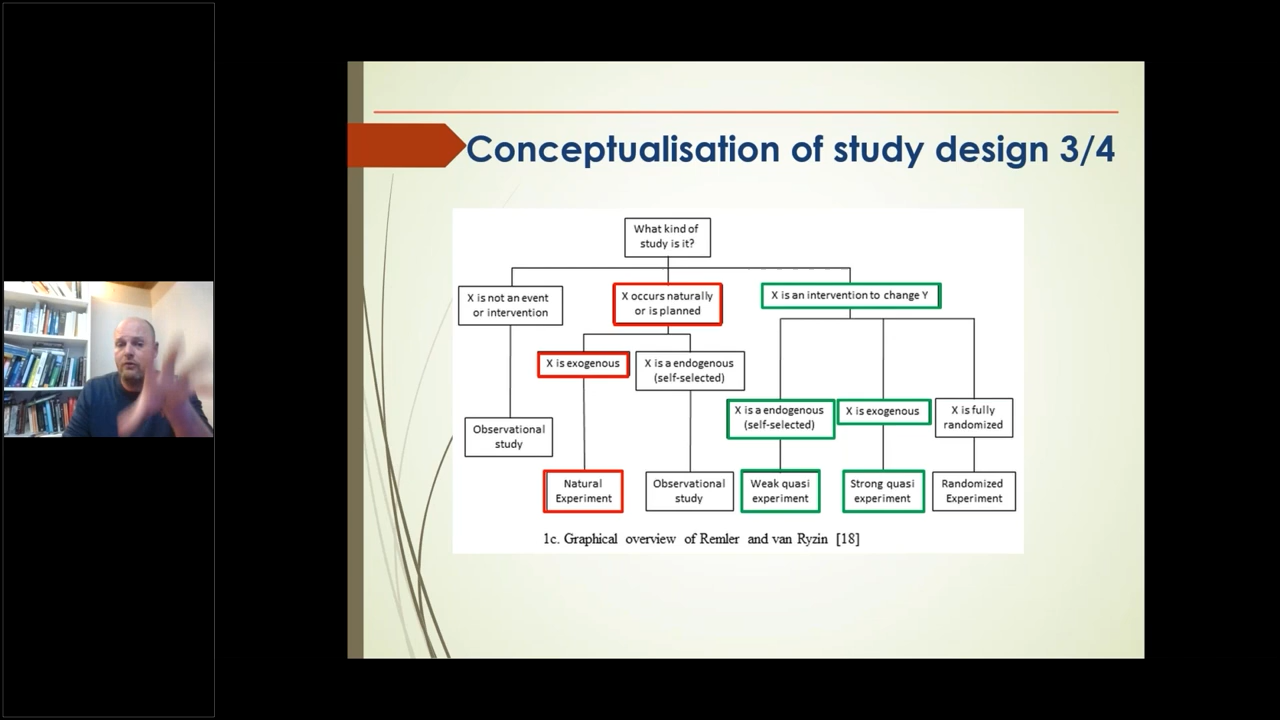 Conceptualisation of study design 3/4
What kind of
study is it?
X is not an event
or intervention
X occurs naturally
or is planned
X is an intervention to change Y
X is exogenous
X is a endogenous
(self-selected)
X is a endogenous
(self-selected)
X is exogenous
X is fully
randomized
Observational
study
Natural
Experiment
Observational
study
Weak quasi
experiment
Strong quasi
experiment
Randomized
Experiment
1c. Graphical overview of Remler and van Ryzin [18]